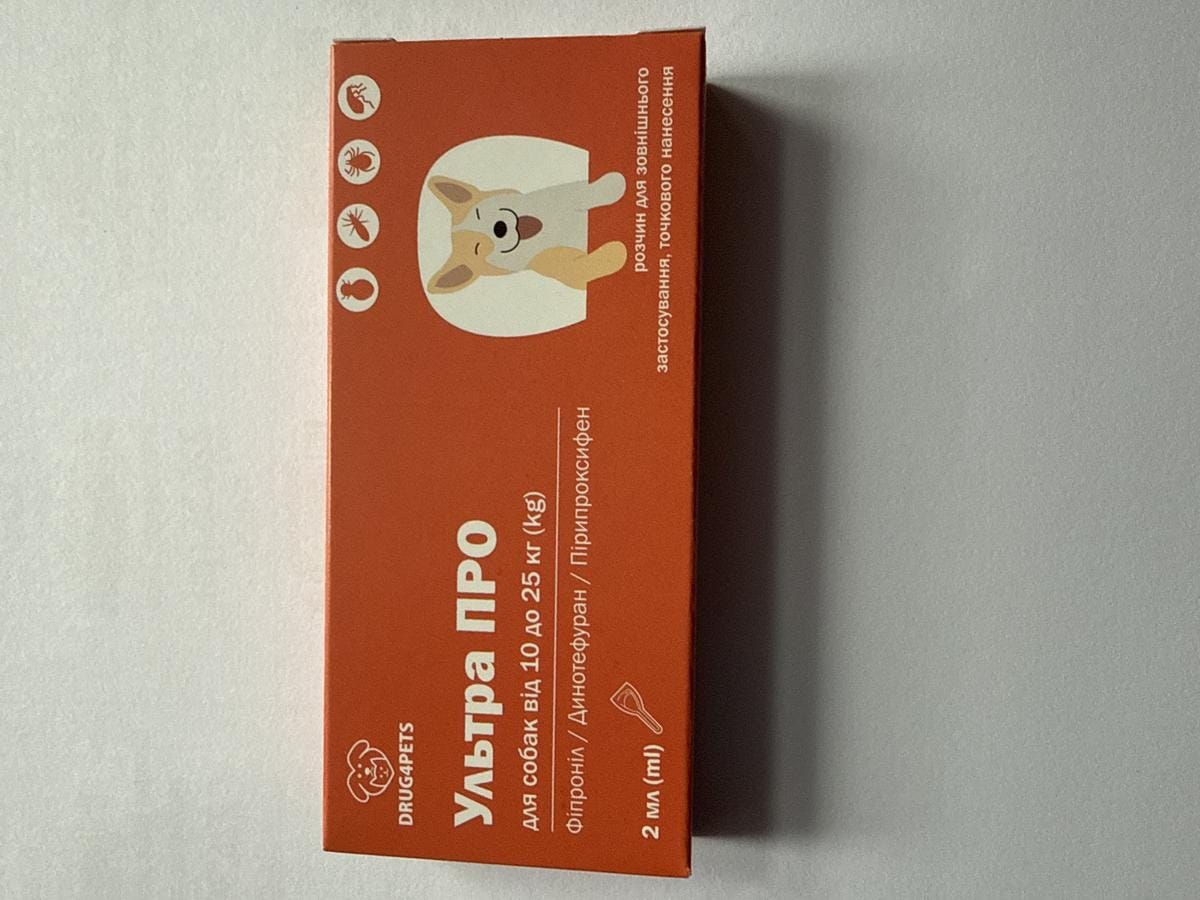 DRUG4PETS
Ультра ПРО
для собак від 10 до 25 кг (kg)
Фіпроніл / Динотефуран / Пірипроксифен
2 мл (ml)
розчин для зовнішнього
застосування, точкового нанесення